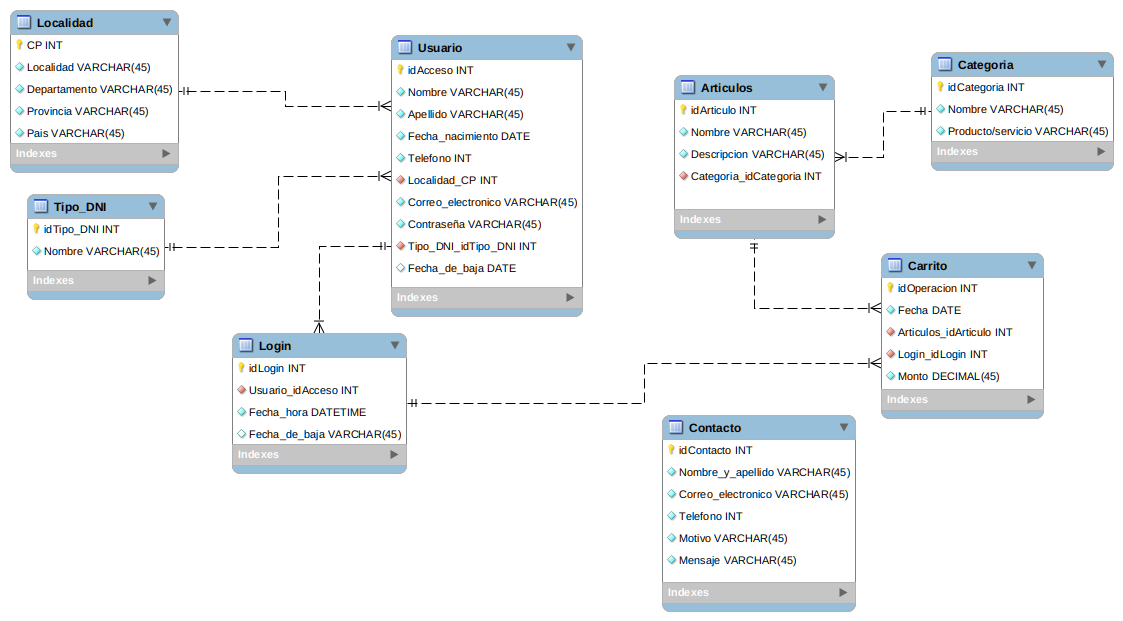 Localidad
CP INT
Localidad VARCHAR(45)
Departamento VARCHAR(45)
Provincia VARCHAR(45)
Pais VARCHAR(45)
Indexes
Tipo_DNI
idTipo_DNI INT
Nombre VARCHAR(45)
Indexes
Usuario
idAcceso INT
Nombre VARCHAR(45)
Apellido VARCHAR(45)
Fecha_nacimiento DATE
Telefono INT
Localidad_CP INT
Correo_electronico VARCHAR(45)
Contraseña VARCHAR(45)
Tipo_DNI_idTipo_DNI INT
Fecha_de_baja DATE
Indexes
Login
idLogin INT
Usuario_idAcceso INT
Fecha_hora DATETIME
Fecha_de_baja VARCHAR(45)
Indexes
Articulos
idArticulo INT
Nombre VARCHAR(45)
Descripcion VARCHAR(45)
Categoria_idCategoria INT
Indexes
Categoria
idCategoria INT
Nombre VARCHAR(45)
Producto/servicio VARCHAR(45)
Indexes
Carrito
idOperacion INT
Fecha DATE
Articulos_idArticulo INT
Login_idLogin INT
Monto DECIMAL(45)
Indexes
Contacto
idContacto INT
Nombre_y_apellido VARCHAR(45)
Correo_electronico VARCHAR(45)
Telefono INT
Motivo VARCHAR(45)
Mensaje VARCHAR(45)
Indexes